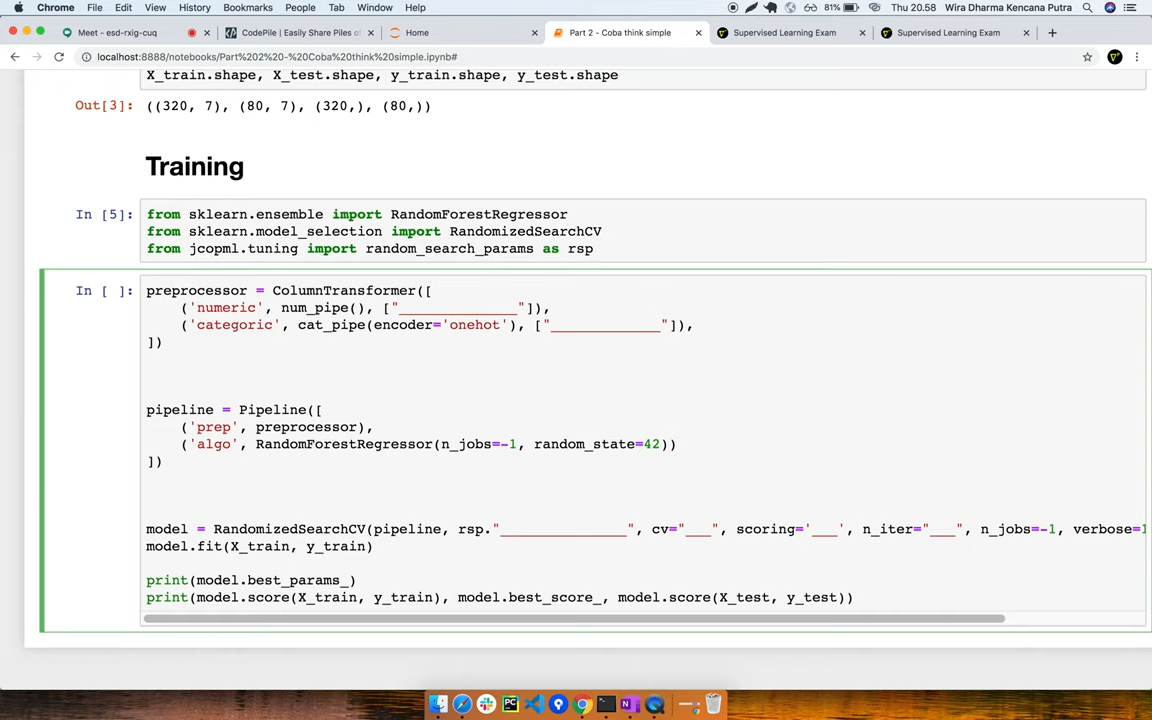 Chrome File Edit View History Bookmarks People Tab Window Help 81% Thu 20.58 Wira Dharma Kencana Putra
Meet - esd-rxig-cuq CodePile | Easily Share Piles of Home Part 2 - Coba think simple Supervised Learning Exam Supervised Learning Exam
localhost:8888/notebooks/Part%202%20-%20Coba%20think%20simple.ipynb#
X_train.shape, X_test.shape, y_train.shape, y_test.shape
Out[3]: ((320, 7), (80, 7), (320,), (80,))
Training
In [5]: from sklearn.ensemble import RandomForestRegressor
from sklearn.model_selection import RandomizedSearchCV
from jcopml.tuning import random_search_params as rsp
In [ ]: preprocessor = ColumnTransformer([
('numeric', num_pipe(), ["______________"]),
('categoric', cat_pipe(encoder='onehot'), ["_____________"]),
])
pipeline = Pipeline([
('prep', preprocessor),
('algo', RandomForestRegressor(n_jobs=-1, random_state=42))
])
model = RandomizedSearchCV(pipeline, rsp."_______________", cv="___", scoring='___', n_iter="___", n_jobs=-1, verbose=1
model.fit(X_train, y_train)
print(model.best_params_)
print(model.score(X_train, y_train), model.best_score_, model.score(X_test, y_test))